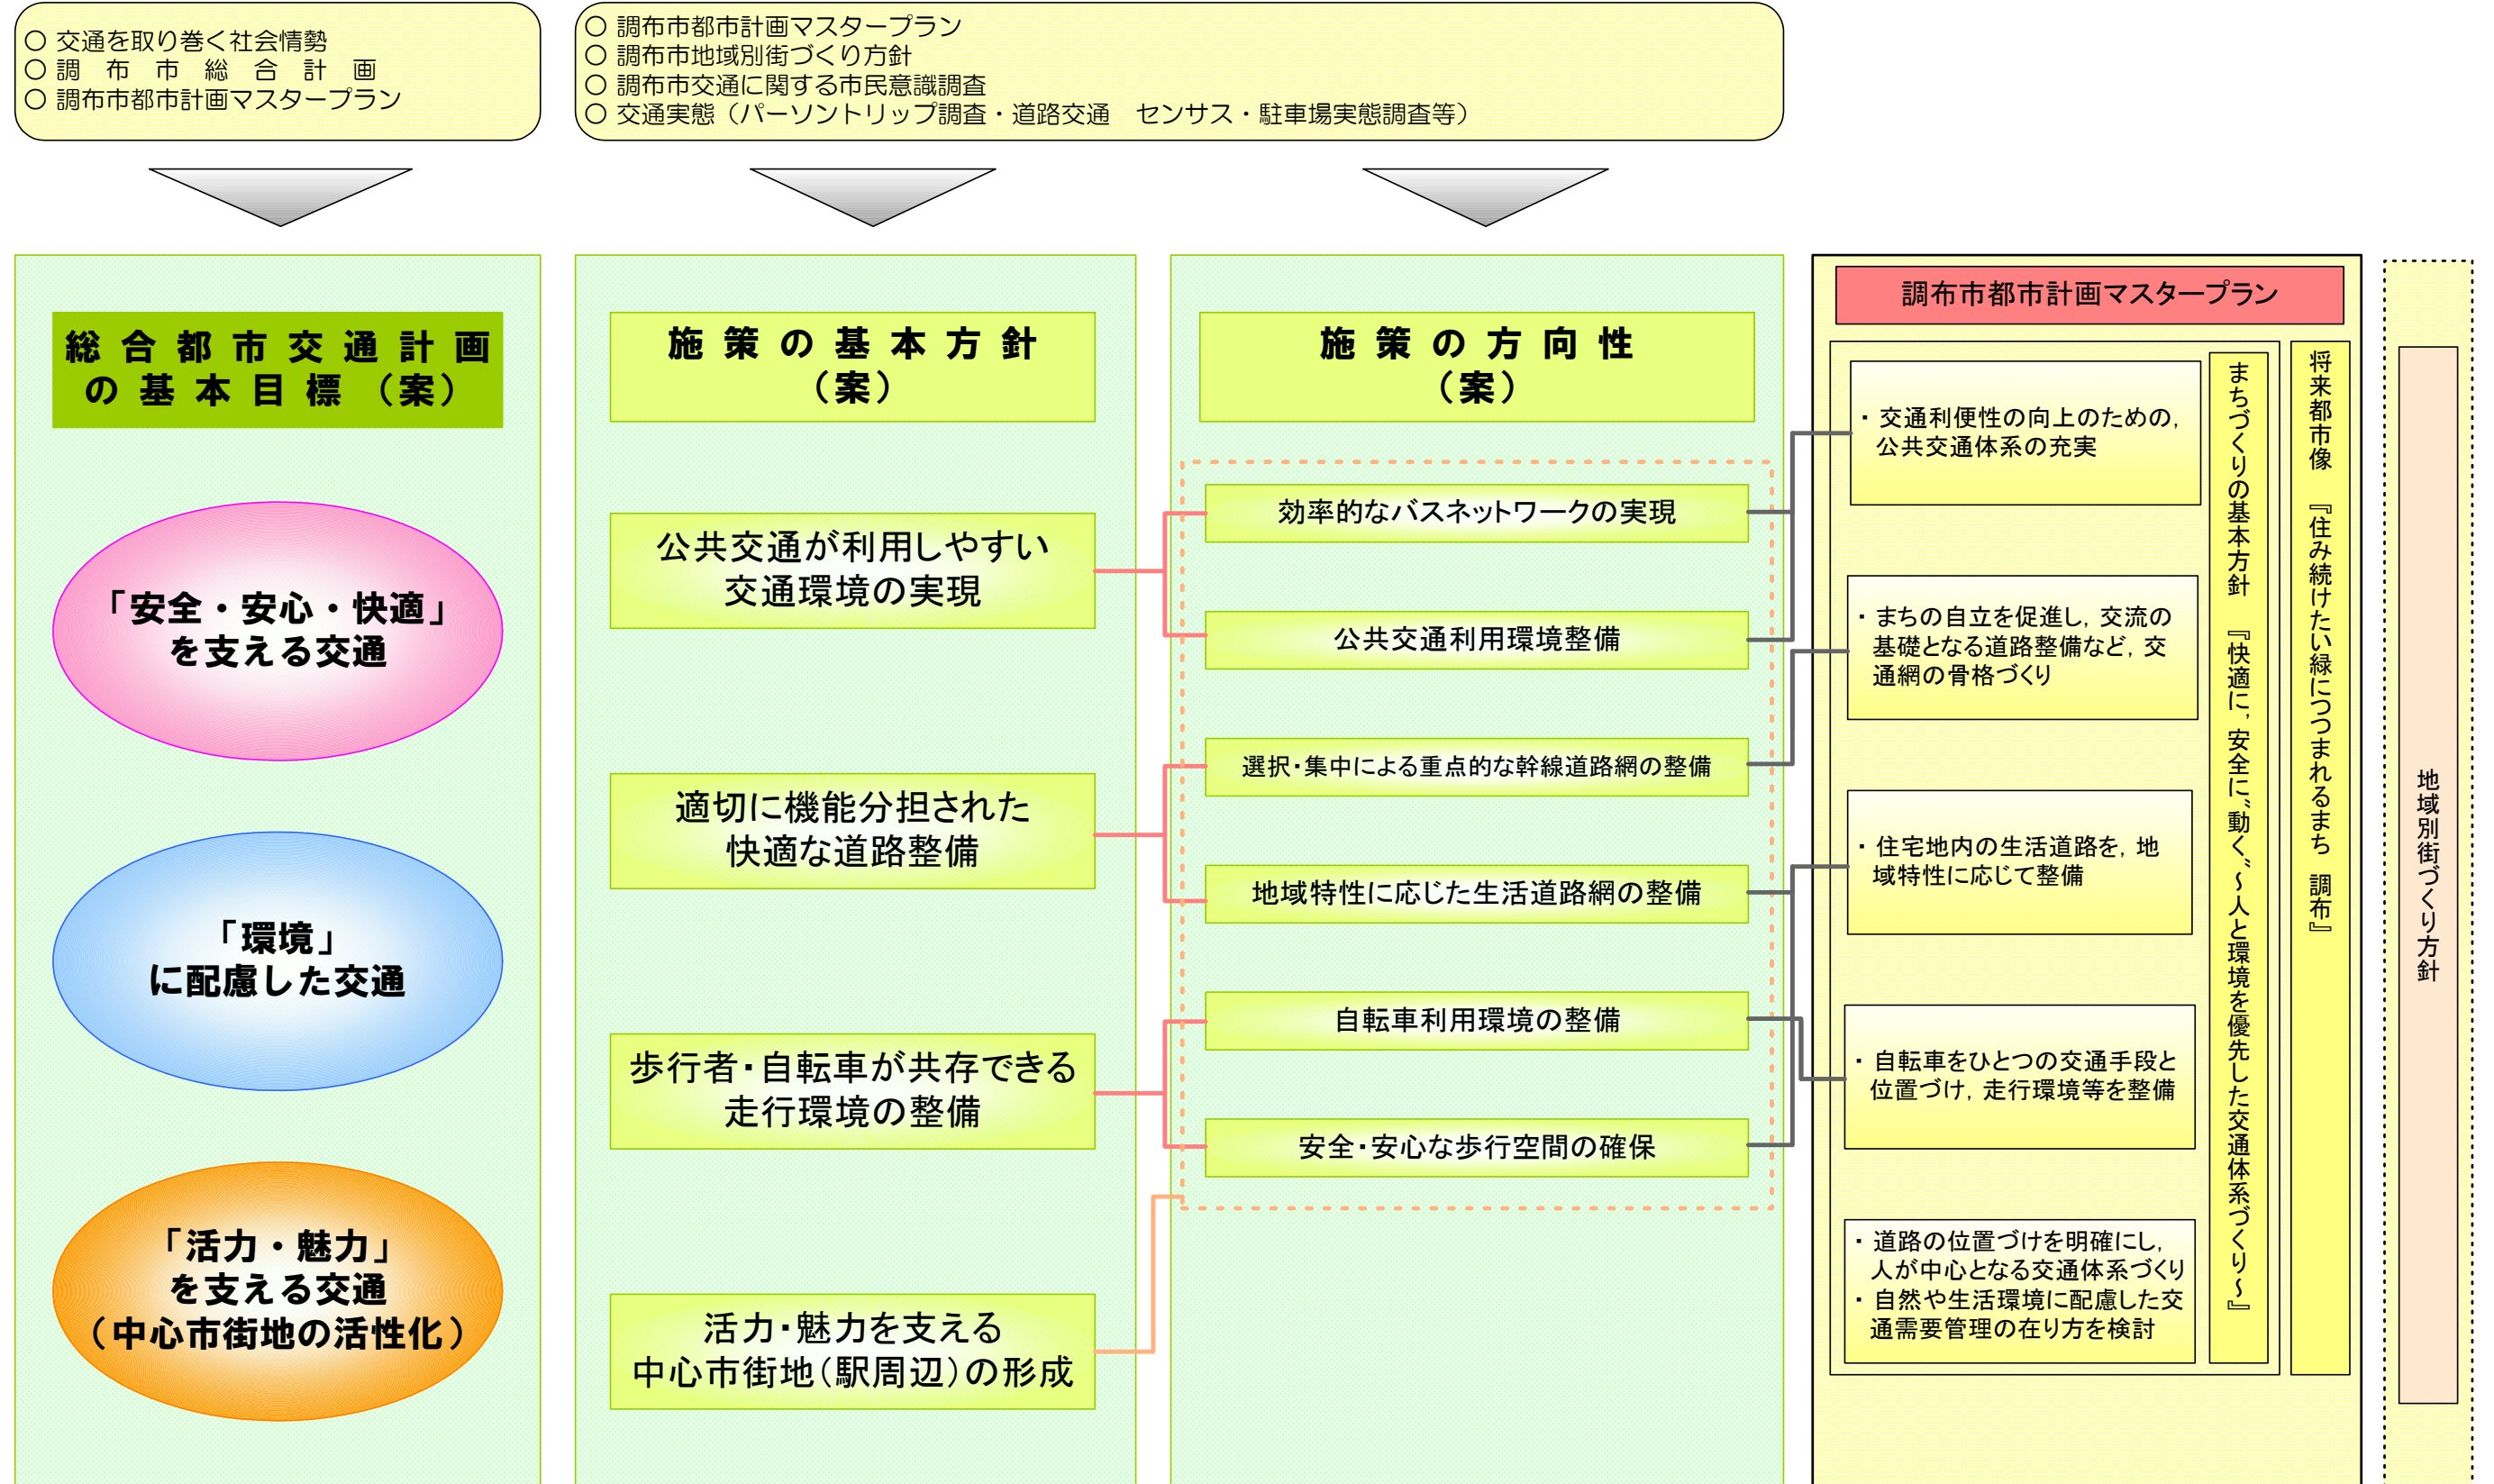 ○ 交通を取り巻く社会情勢
○ 調 布 市 総 合 計 画
○ 調布市都市計画マスタープラン
○ 調布市都市計画マスタープラン
○ 調布市地域別街づくり方針
○ 調布市交通に関する市民意識調査
○ 交通実態（パーソントリップ調査・道路交通　センサス・駐車場実態調査等）
総 合 都 市 交 通 計 画
の 基 本 目 標 （案）
「安全・安心・快適」
を支える交通
「環境」
に配慮した交通
「活力・魅力」
を支える交通
（中心市街地の活性化）
施 策 の 基 本 方 針
（案）
公共交通が利用しやすい
交通環境の実現
適切に機能分担された
快適な道路整備
歩行者・自転車が共存できる
走行環境の整備
活力・魅力を支える
中心市街地（駅周辺）の形成
施 策 の 方 向 性
（案）
効率的なバスネットワークの実現
公共交通利用環境整備
選択・集中による重点的な幹線道路網の整備
地域特性に応じた生活道路網の整備
自転車利用環境の整備
安全・安心な歩行空間の確保
調布市都市計画マスタープラン
・ 交通利便性の向上のための，
公共交通体系の充実
・ まちの自立を促進し，交流の
基礎となる道路整備など，交
通網の骨格づくり
・ 住宅地内の生活道路を，地
域特性に応じて整備
・ 自転車をひとつの交通手段と
位置づけ，走行環境等を整備
・ 道路の位置づけを明確にし，
人が中心となる交通体系づくり
・ 自然や生活環境に配慮した交
通需要管理の在り方を検討
まちづくりの基本方針　『快適に，安全に〝動く〟～人と環境を優先した交通体系づくり～』
将来都市像　『住み続けたい緑につつまれるまち　調布』
地域別街づくり方針